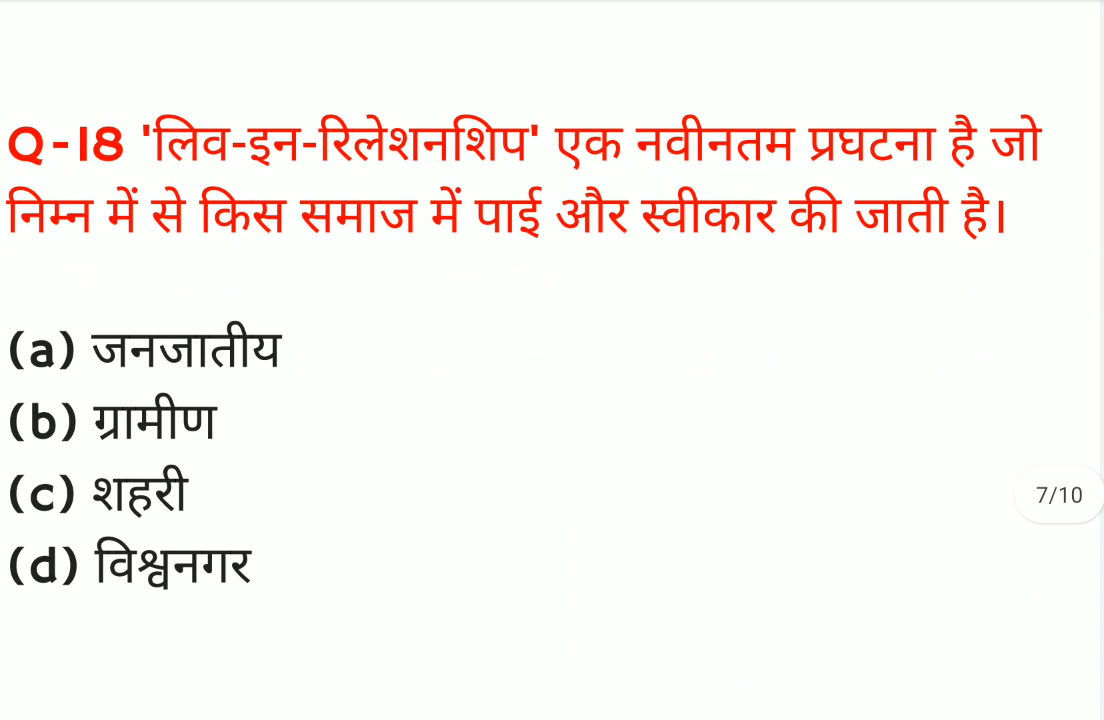 Q-18 'लिव-इन-रिलेशनशिप' एक नवीनतम प्रघटना है जो
निम्न में से किस समाज में पाई और स्वीकार की जाती है।
(a) जनजातीय
(b) ग्रामीण
(c) शहरी
7/10
(d) विश्वनगर